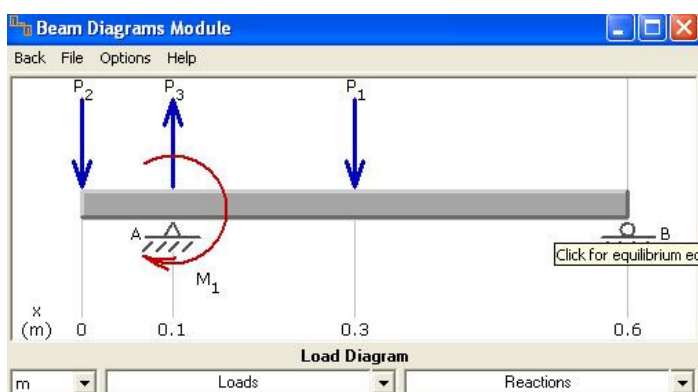 Beam Diagrams Module
Back File Options Help
P2 P3 P1
A B
Click for equilibrium
M1
x
(m) 0 0.1 0.3 0.6
Load Diagram
m Loads Reactions